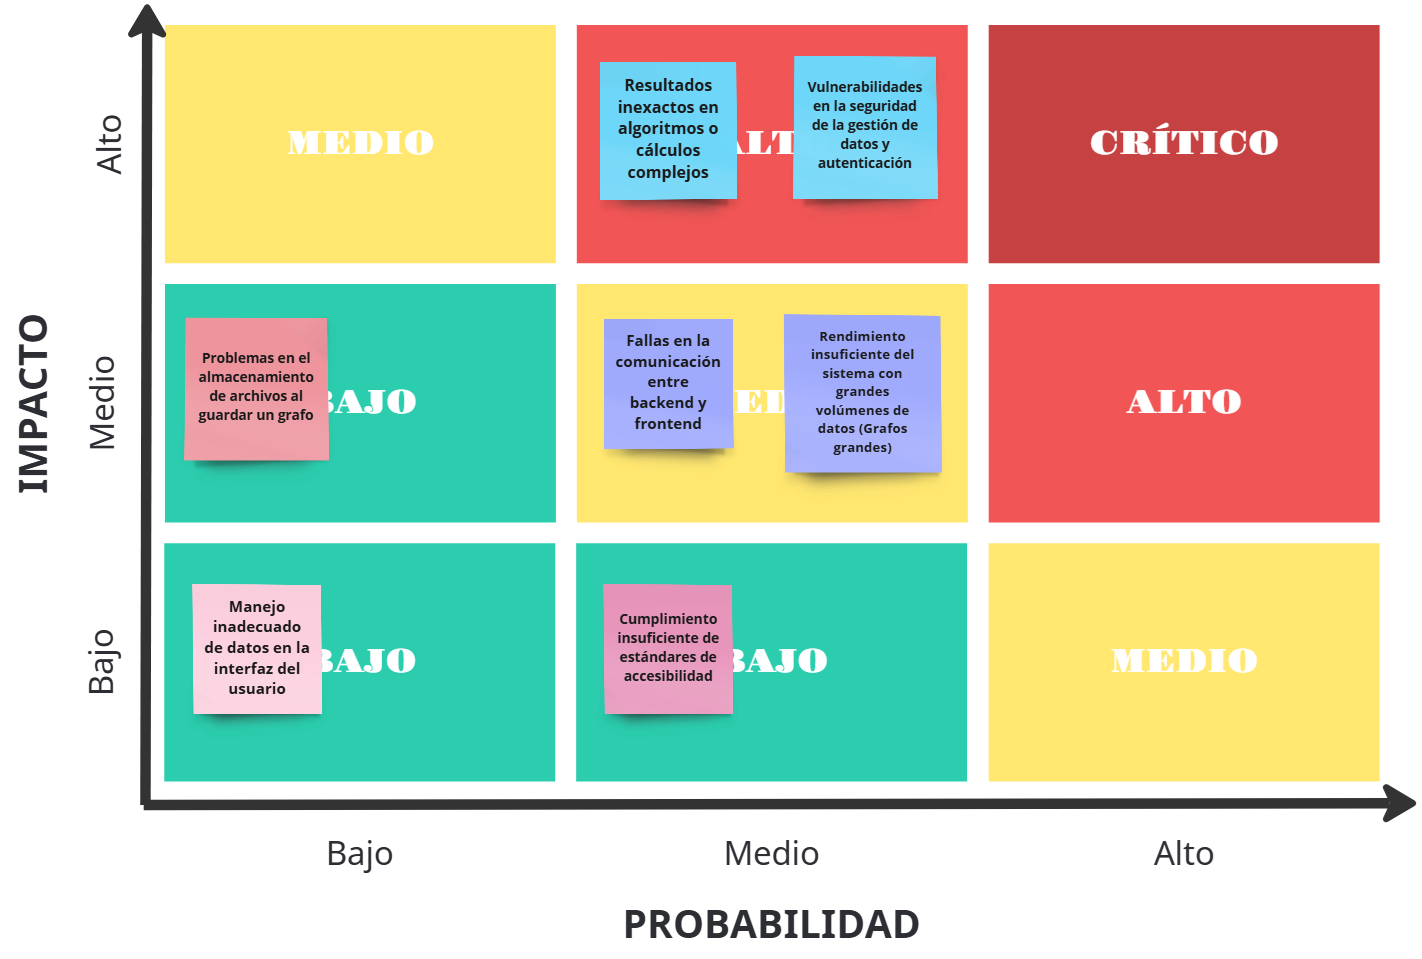 IMPACTO
Alto
MEDIO
Resultados
inexactos en
algoritmos o
cálculos
complejos
ALT
Vulnerabilidades
en la seguridad
de la gestión de
datos y
autenticación
CRÍTICO
Medio
Problemas en el
almacenamiento
de archivos al
guardar un grafo
BAJO
Fallas en la
comunicación
entre
backend y
frontend
ED
Rendimiento
insuficiente del
sistema con
grandes
volúmenes de
datos (Grafos
grandes)
ALTO
Bajo
Manejo
inadecuado
de datos en la
interfaz del
usuario
BAJO
Cumplimiento
insuficiente de
estándares de
accesibilidad
BAJO
MEDIO
Bajo
Medio
Alto
PROBABILIDAD